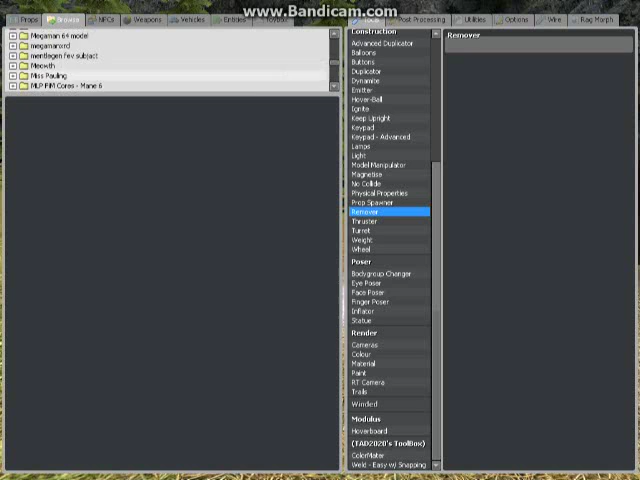 www.Bandicam.com
Props
Browse
NPCs
Weapons
Vehicles
Entities
Tools
Post Processing
Utilities
Options
Wire
Rag Morph
Megaman 64 model
megamanxrd
mentlegen fev subject
Meowth
Miss Pauling
MLP FiM Cores - Mane 6
Construction
Advanced Duplicator
Balloons
Buttons
Duplicator
Dynamite
Emitter
Hover-Ball
Ignite
Keep Upright
Keypad
Keypad - Advanced
Lamps
Light
Model Manipulator
Magnetise
No Collide
Physical Properties
Prop Spawner
Remover
Thruster
Turret
Weight
Wheel
Poser
Bodygroup Changer
Eye Poser
Face Poser
Finger Poser
Inflator
Statue
Render
Cameras
Colour
Material
Paint
RT Camera
Trails
Winded
Modulus
Hoverboard
(TAD2020's ToolBox)
ColorMater
Weld - Easy w/ Snapping
Remover